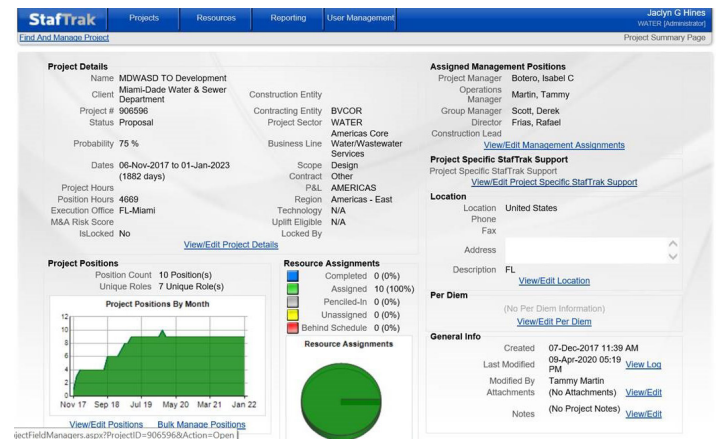 StafTrak
Projects Resources Reporting User Management
Jaclyn G Hines
WATER [Administrator]
Find And Manage Project
Project Summary Page
Project Details
Name MDWASD TO Development
Client Miami-Dade Water & Sewer
Department
Project # 906596
Status Proposal
Probability 75 %
Dates 06-Nov-2017 to 01-Jan-2023
(1882 days)
Project Hours
Position Hours 4669
Execution Office FL-Miami
M&A Risk Score
IsLocked No
Construction Entity
Contracting Entity BVCOR
Project Sector WATER
Business Line Americas Core
Water/Wastewater
Services
Scope Design
Contract Other
P&L AMERICAS
Region Americas - East
Technology N/A
Uplift Eligible N/A
Locked By
View/Edit Project Details
Project Positions
Position Count 10 Position(s)
Unique Roles 7 Unique Role(s)
Project Positions By Month
12
10
8
6
4
2
0
Nov 17 Sep 18 Jul 19 May 20 Mar 21 Jan 22
View/Edit Positions Bulk Manage Positions
Resource Assignments
Completed 0 (0%)
Assigned 10 (100%)
Penciled-In 0 (0%)
Unassigned 0 (0%)
Behind Schedule 0 (0%)
Resource Assignments
Assigned Management Positions
Project Manager Botero, Isabel C
Operations
Manager Martin, Tammy
Group Manager Scott, Derek
Director Frias, Rafael
Construction Lead
View/Edit Management Assignments
Project Specific StafTrak Support
Project Specific StafTrak Support
View/Edit Project Specific StafTrak Support
Location
Location United States
Phone
Fax
Address
Description FL
View/Edit Location
Per Diem
(No Per Diem Information)
View/Edit Per Diem
General Info
Created 07-Dec-2017 11:39 AM
Last Modified 09-Apr-2020 05:19
PM View Log
Modified By Tammy Martin
Attachments (No Attachments) View/Edit
Notes (No Project Notes) View/Edit
jectFieldManagers.aspx?ProjectID=906596&Action=Open